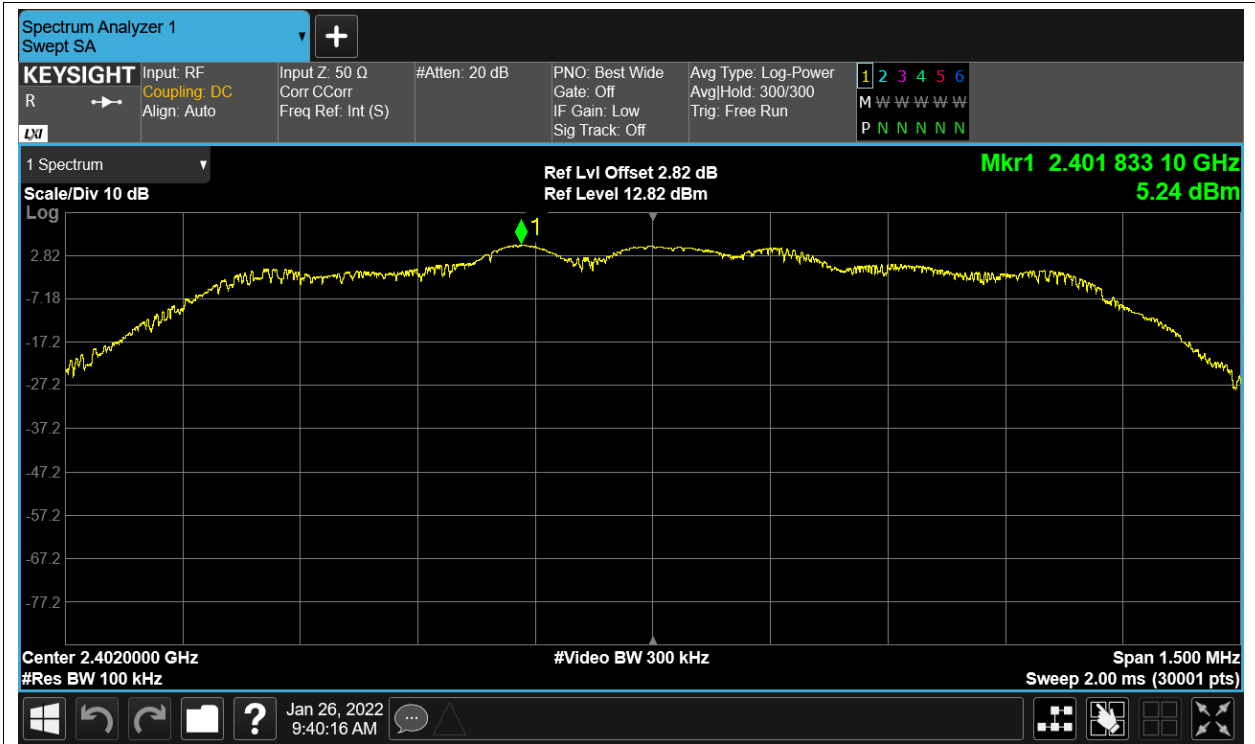 Spectrum Analyzer 1
Swept SA
KEYSIGHT
R
LXI
Input: RF
Coupling: DC
Align: Auto
Input Z: 50 Ω
Corr CCorr
Freq Ref: Int (S)
#Atten: 20 dB
PNO: Best Wide
Gate: Off
IF Gain: Low
Sig Track: Off
Avg Type: Log-Power
Avg|Hold: 300/300
Trig: Free Run
1 2 3 4 5 6
M W W W W W
P N N N N N
1 Spectrum
Scale/Div 10 dB
Ref Lvl Offset 2.82 dB
Ref Level 12.82 dBm
Mkr1 2.401 833 10 GHz
5.24 dBm
Log
1
2.82
-7.18
-17.2
-27.2
-37.2
-47.2
-57.2
-67.2
-77.2
Center 2.4020000 GHz
#Video BW 300 kHz
Span 1.500 MHz
#Res BW 100 kHz
Sweep 2.00 ms (30001 pts)
?
Jan 26, 2022
9:40:16 AM